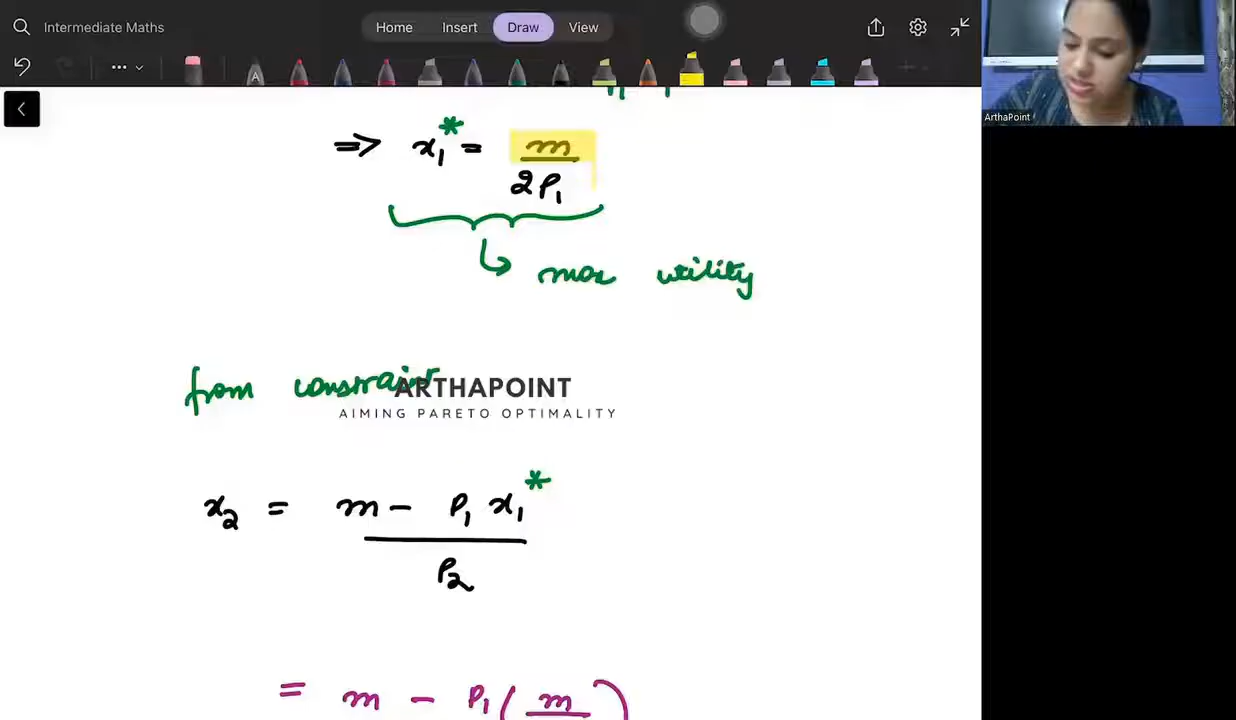 Intermediate Maths
Home Insert Draw View
A
ArthaPoint
=> x₁* = m / 2P₁
max utility
from constraint
ARTHAPOINT
AIMING PARETO OPTIMALITY
x₂ = m - P₁ x₁* / P₂
= m - P₁ ( m )